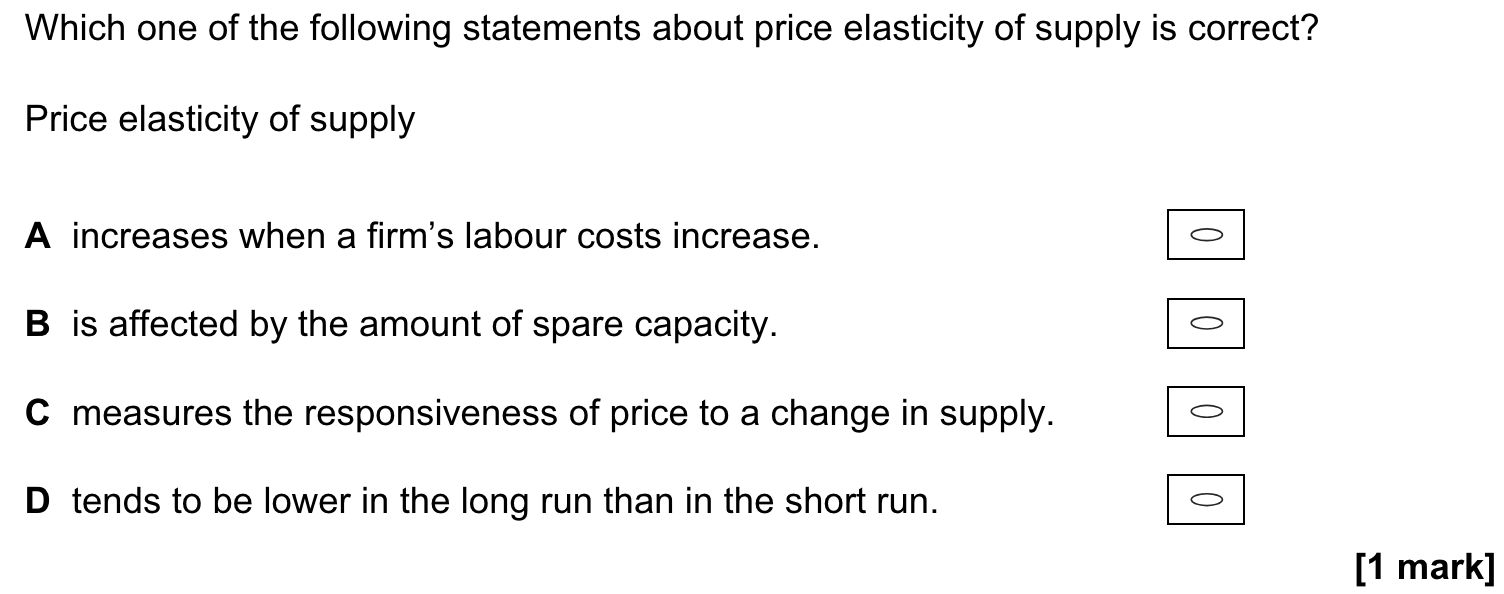 Which one of the following statements about price elasticity of supply is correct?
Price elasticity of supply
A increases when a firm’s labour costs increase.
B is affected by the amount of spare capacity.
C measures the responsiveness of price to a change in supply.
D tends to be lower in the long run than in the short run.
[1 mark]